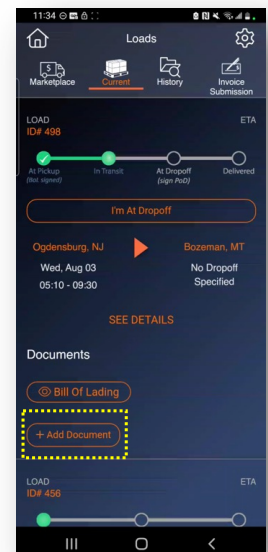 11:34
Loads
Marketplace
Current
History
Invoice
Submission
LOAD
ETA
ID# 498
At Pickup
(Not signed)
In Transit
At Dropoff
(sign PoD)
Delivered
I'm At Dropoff
Ogdensburg, NJ
Bozeman, MT
Wed, Aug 03
05:10 - 09:30
No Dropoff
Specified
SEE DETAILS
Documents
Bill Of Lading
+ Add Document
LOAD
ETA
ID# 456